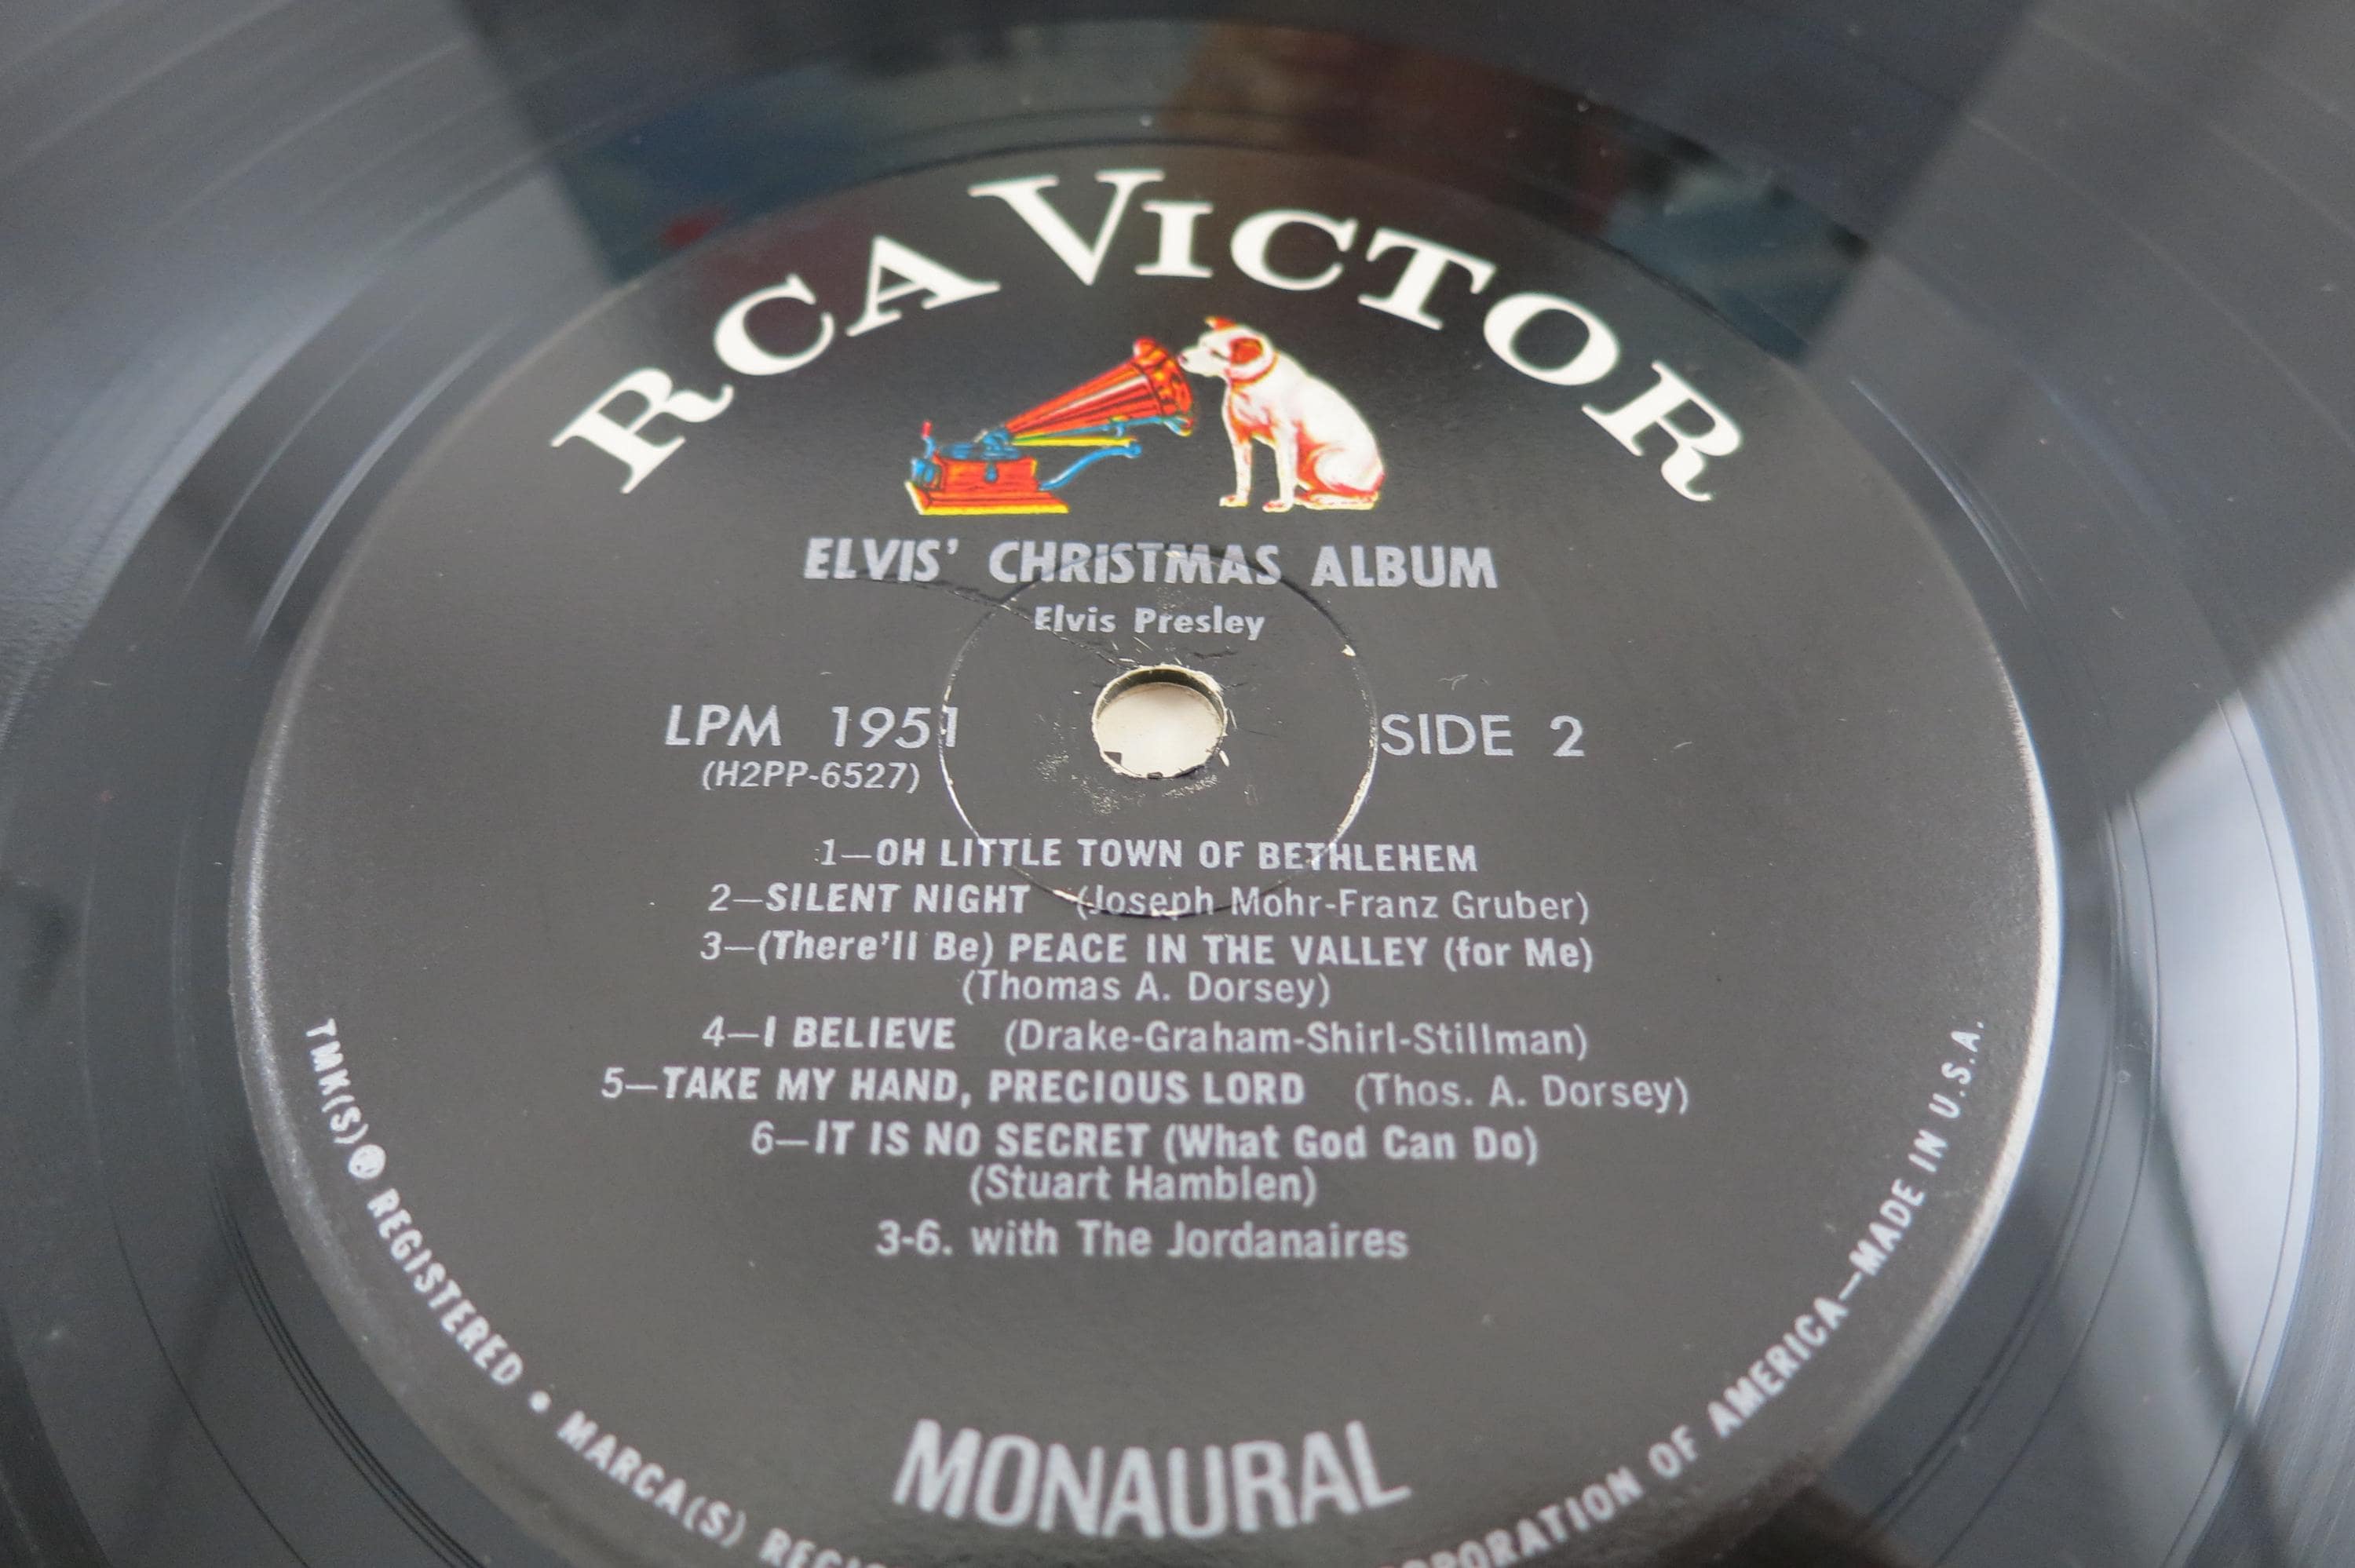 RCA VICTOR
ELVIS' CHRISTMAS ALBUM
Elvis Presley
LPM 1951
(H2PP-6527)
SIDE 2
1—OH LITTLE TOWN OF BETHLEHEM
2—SILENT NIGHT (Joseph Mohr-Franz Gruber)
3—(There'll Be) PEACE IN THE VALLEY (for Me)
(Thomas A. Dorsey)
4—I BELIEVE (Drake-Graham-Shirl-Stillman)
5—TAKE MY HAND, PRECIOUS LORD (Thos. A. Dorsey)
6—IT IS NO SECRET (What God Can Do)
(Stuart Hamblen)
3-6. with The Jordanaires
MONAURAL
TMK(S) ® REGISTERED • MARCA(S) OF AMERICA—MADE IN U.S.A.